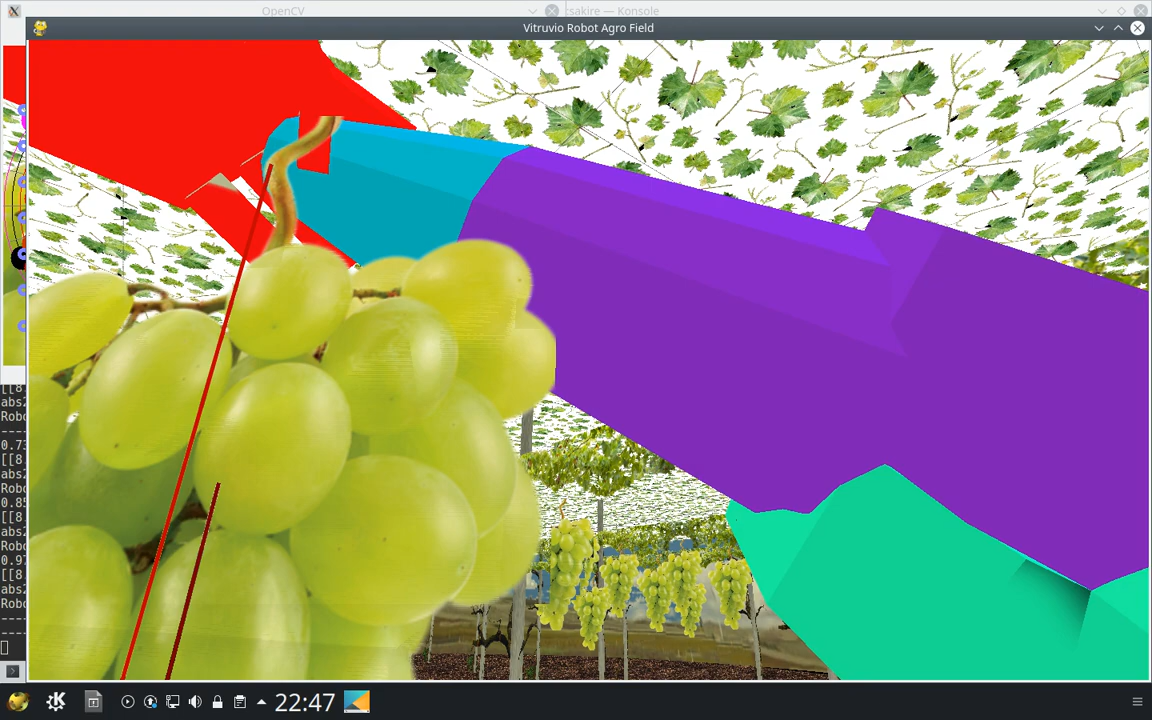 OpenCV
:sakire — Konsole
Vitruvio Robot Agro Field
[[8
abs2
Robo
----
0.73
[[8.
abs2
Robo
0.85
[[8.
abs2
Robo
0.97
[[8.
abs2
Robo
----
----
22:47